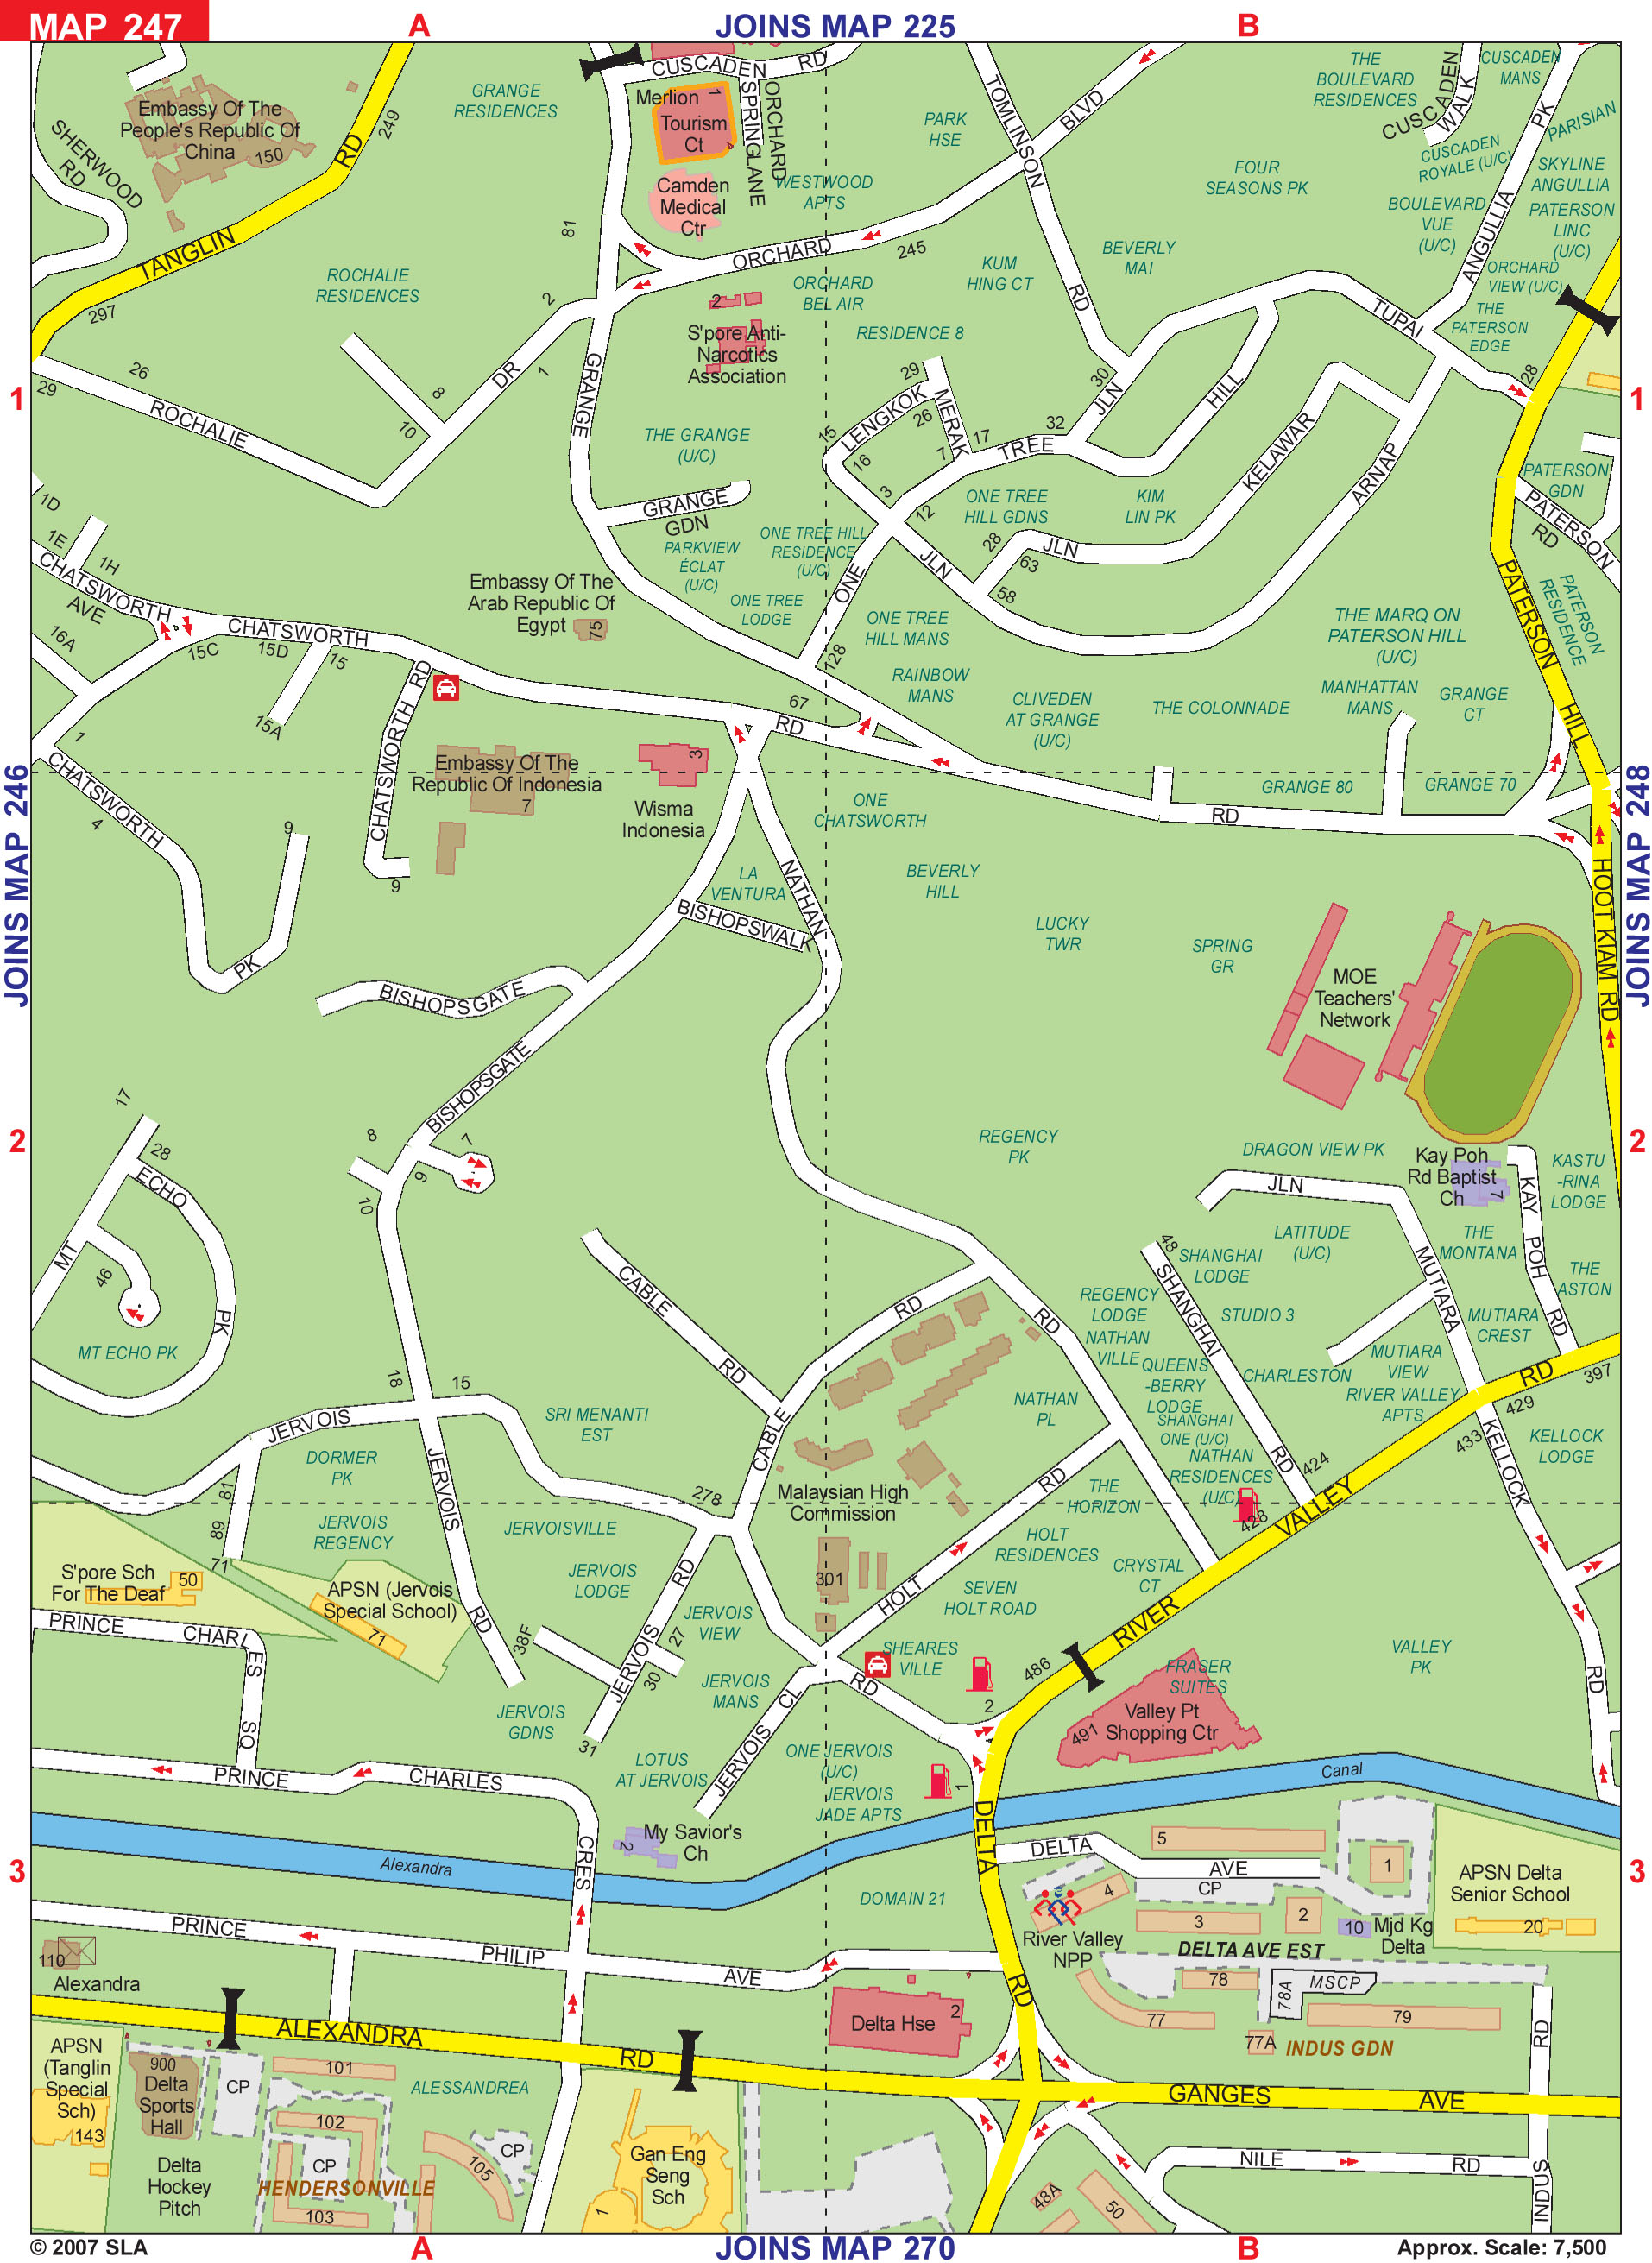 MAP 247
A
JOINS MAP 225
B
CUSCADEN RD
GRANGE
RESIDENCES
Embassy Of The
People's Republic Of
China
150
SHERWOOD
RD
RD
249
TANGLIN
297
81
Merlion
1
Tourism
Ct
4
ORCHARD
SPRINGLANE
Camden
Medical
Ctr
WESTWOOD
APTS
PARK
HSE
TOMLINSON
RD
BLVD
ORCHARD
245
THE
BOULEVARD
RESIDENCES
CUSCADEN
WALK
CUSCADEN
MANS
PK
PARISIAN
CUSCADEN
ROYALE (U/C)
SKYLINE
ANGULLIA
FOUR
SEASONS PK
BOULEVARD
VUE
(U/C)
PATERSON
LINC
(U/C)
ANGULLIA
ORCHARD
VIEW (U/C)
THE
PATERSON
EDGE
BEVERLY
MAI
KUM
HING CT
ROCHALIE
RESIDENCES
2
1
ORCHARD
BEL AIR
RESIDENCE 8
2
S'pore Anti-
Narcotics
Association
TUPAI
28
1
29
26
ROCHALIE
8
10
DR
GRANGE
THE GRANGE
(U/C)
29
LENGKOK
26
MERAK
15
16
7
17
TREE
32
30
JLN
HILL
KELAWAR
ARNAP
1
GRANGE
GDN
3
12
ONE TREE
HILL GDNS
KIM
LIN PK
28
JLN
63
58
JLN
ONE
PATERSON
GDN
PATERSON
RD
1D
1E
1H
CHATSWORTH
AVE
16A
CHATSWORTH
15C
15D
15
15A
PARKVIEW
ÉCLAT
(U/C)
ONE TREE HILL
RESIDENCE
(U/C)
Embassy Of The
Arab Republic Of
Egypt
75
ONE TREE
LODGE
128
ONE TREE
HILL MANS
RAINBOW
MANS
THE MARQ ON
PATERSON HILL
(U/C)
PATERSON
RESIDENCE
PATERSON
HILL
MANHATTAN
MANS
GRANGE
CT
CLIVEDEN
AT GRANGE
(U/C)
THE COLONNADE
CHATSWORTH RD
67
RD
1
CHATSWORTH
4
9
PK
9
Embassy Of The
Republic Of Indonesia
7
3
Wisma
Indonesia
JOINS MAP 246
JOINS MAP 248
ONE
CHATSWORTH
GRANGE 80
GRANGE 70
RD
LA
VENTURA
NATHAN
BISHOPSWALK
BEVERLY
HILL
LUCKY
TWR
SPRING
GR
HOOT KIAM RD
MOE
Teachers'
Network
BISHOPSGATE
BISHOPSGATE
2
17
28
ECHO
MT
46
PK
MT ECHO PK
8
7
9
10
REGENCY
PK
DRAGON VIEW PK
Kay Poh
Rd Baptist
Ch
7
KASTU
-RINA
LODGE
2
JLN
KAY POH RD
LATITUDE
(U/C)
THE
MONTANA
48
SHANGHAI
LODGE
MUTIARA
THE
ASTON
CABLE
RD
RD
RD
REGENCY
LODGE
NATHAN
VILLE
SHANGHAI
STUDIO 3
MUTIARA
CREST
QUEENS
-BERRY
LODGE
CHARLESTON
MUTIARA
VIEW
RIVER VALLEY
APTS
RD
397
429
18
15
JERVOIS
SRI MENANTI
EST
DORMER
PK
JERVOIS
CABLE
NATHAN
PL
SHANGHAI
ONE (U/C)
NATHAN
RESIDENCES
(U/C)
RD
424
433
KELLOCK
KELLOCK
LODGE
81
89
71
JERVOIS
REGENCY
JERVOISVILLE
278
Malaysian High
Commission
RD
THE
HORIZON
428
VALLEY
S'pore Sch
For The Deaf
50
APSN (Jervois
Special School)
71
RD
JERVOIS
LODGE
RD
301
HOLT
HOLT
RESIDENCES
CRYSTAL
CT
SEVEN
HOLT ROAD
PRINCE CHARLES SQ
38F
JERVOIS
27
30
31
JERVOIS
VIEW
JERVOIS
MANS
JERVOIS
GDNS
SHEARES
VILLE
RD
2
486
RIVER
FRASER
SUITES
Valley Pt
Shopping Ctr
491
VALLEY
PK
RD
LOTUS
AT JERVOIS
JERVOIS CL
ONE JERVOIS
(U/C)
JERVOIS
JADE APTS
1
PRINCE CHARLES
CRES
Canal
Alexandra
My Savior's
Ch
2
DELTA
DELTA
AVE
CP
5
1
APSN Delta
Senior School
20
3
3
DOMAIN 21
4
River Valley
NPP
3
2
10
Mjd Kg
Delta
DELTA AVE EST
78
78A
MSCP
77
79
77A
INDUS GDN
PRINCE PHILIP AVE
110
Alexandra
Delta Hse
2
RD
RD
ALEXANDRA RD
GANGES AVE
APSN
(Tanglin
Special
Sch)
143
900
Delta
Sports
Hall
CP
101
102
CP
HENDERSONVILLE
103
Delta
Hockey
Pitch
ALESSANDREA
CP
105
Gan Eng
Seng
Sch
1
NILE RD
INDUS
48A
50
© 2007 SLA
A
JOINS MAP 270
B
Approx. Scale: 7,500